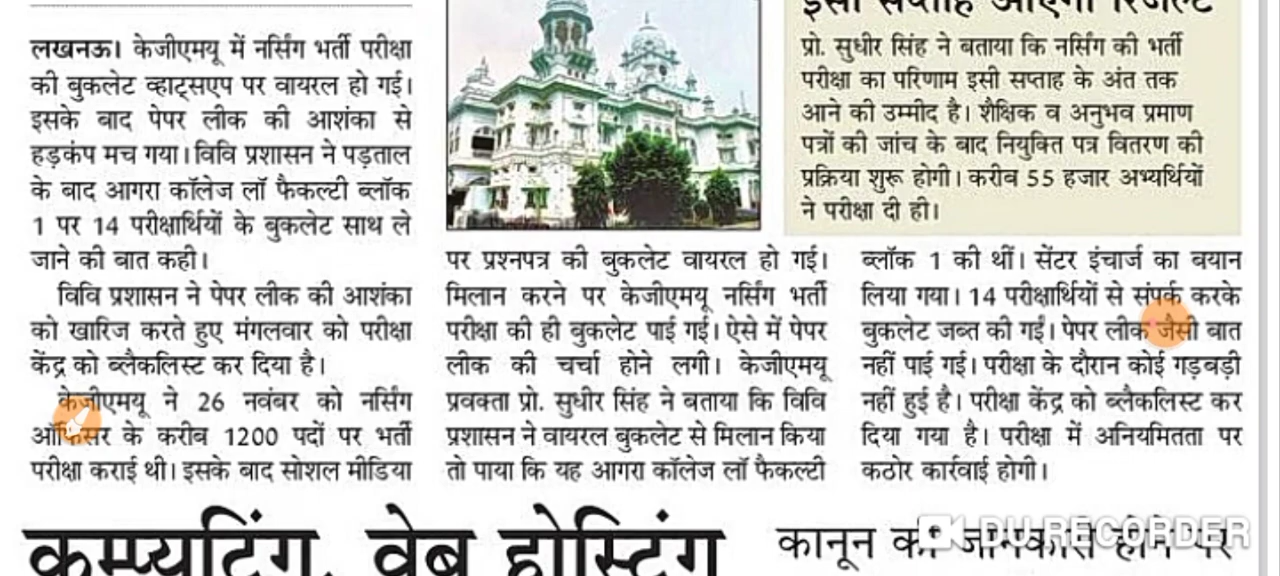 लखनऊ। केजीएमयू में नर्सिंग भर्ती परीक्षा
की बुकलेट व्हाट्सएप पर वायरल हो गई।
इसके बाद पेपर लीक की आशंका से
हड़कंप मच गया। विवि प्रशासन ने पड़ताल
के बाद आगरा कॉलेज लॉ फैकल्टी ब्लॉक
1 पर 14 परीक्षार्थियों के बुकलेट साथ ले
जाने की बात कही।
विवि प्रशासन ने पेपर लीक की आशंका
को खारिज करते हुए मंगलवार को परीक्षा
केंद्र को ब्लैकलिस्ट कर दिया है।
केजीएमयू ने 26 नवंबर को नर्सिंग
ऑफिसर के करीब 1200 पदों पर भर्ती
परीक्षा कराई थी। इसके बाद सोशल मीडिया
पर प्रश्नपत्र की बुकलेट वायरल हो गई।
मिलान करने पर केजीएमयू नर्सिंग भर्ती
परीक्षा की ही बुकलेट पाई गई। ऐसे में पेपर
लीक की चर्चा होने लगी। केजीएमयू
प्रवक्ता प्रो. सुधीर सिंह ने बताया कि विवि
प्रशासन ने वायरल बुकलेट से मिलान किया
तो पाया कि यह आगरा कॉलेज लॉ फैकल्टी
ब्लॉक 1 की थीं। सेंटर इंचार्ज का बयान
लिया गया। 14 परीक्षार्थियों से संपर्क करके
बुकलेट जब्त की गईं। पेपर लीक जैसी बात
नहीं पाई गई। परीक्षा के दौरान कोई गड़बड़ी
नहीं हुई है। परीक्षा केंद्र को ब्लैकलिस्ट कर
दिया गया है। परीक्षा में अनियमितता पर
कठोर कार्रवाई होगी।
इसी सप्ताह आएगा रिजल्ट
प्रो. सुधीर सिंह ने बताया कि नर्सिंग की भर्ती
परीक्षा का परिणाम इसी सप्ताह के अंत तक
आने की उम्मीद है। शैक्षिक व अनुभव प्रमाण
पत्रों की जांच के बाद नियुक्ति पत्र वितरण की
प्रक्रिया शुरू होगी। करीब 55 हजार अभ्यर्थियों
ने परीक्षा दी ही।
कम्प्यूटिंग, वेब होस्टिंग
कानून की जानकारी होने पर
DU RECORDER